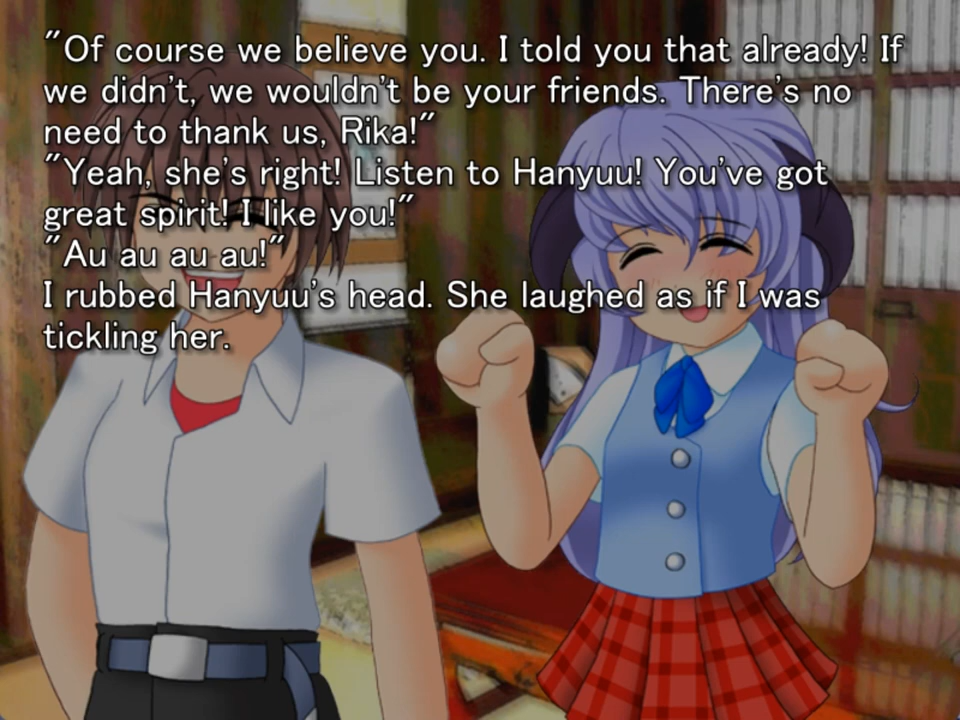 "Of course we believe you. I told you that already! If
we didn't, we wouldn't be your friends. There's no
need to thank us, Rika!"
"Yeah, she's right! Listen to Hanyuu! You've got
great spirit! I like you!"
"Au au au au!"
I rubbed Hanyuu's head. She laughed as if I was
tickling her.